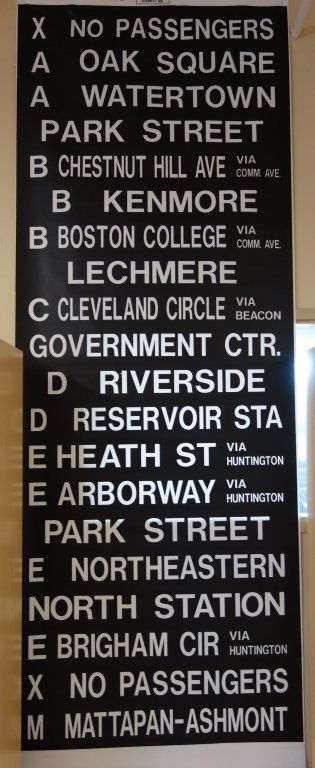 X NO PASSENGERS
A OAK SQUARE
A WATERTOWN
PARK STREET
B CHESTNUT HILL AVE VIA COMM. AVE.
B KENMORE
B BOSTON COLLEGE VIA COMM. AVE.
LECHMERE
C CLEVELAND CIRCLE VIA BEACON
GOVERNMENT CTR.
D RIVERSIDE
D RESERVOIR STA
E HEATH ST VIA HUNTINGTON
E ARBORWAY VIA HUNTINGTON
PARK STREET
E NORTHEASTERN
NORTH STATION
E BRIGHAM CIR VIA HUNTINGTON
X NO PASSENGERS
M MATTAPAN-ASHMONT